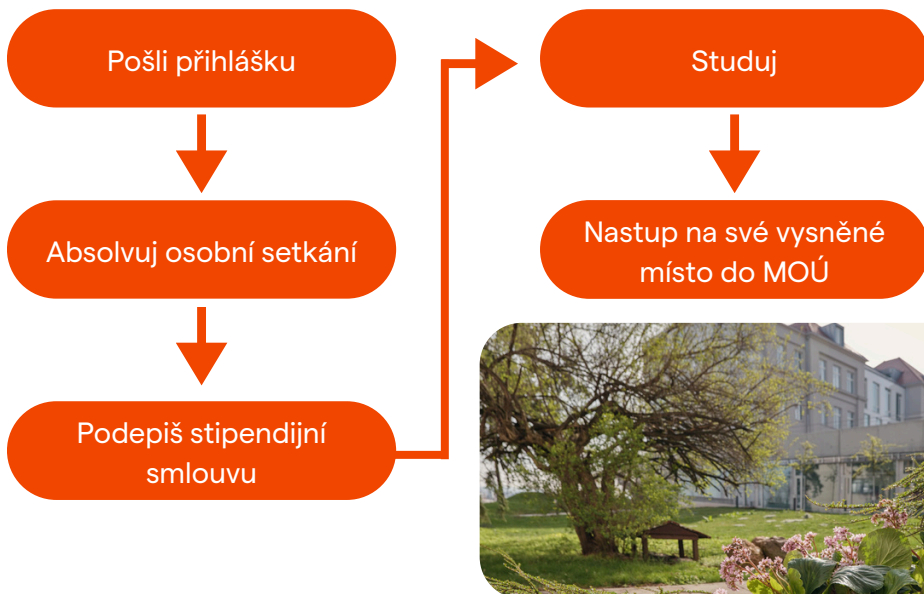 Pošli přihlášku
Absolvuj osobní setkání
Podepiš stipendijní
smlouvu
Studuj
Nastup na své vysněné
místo do MOÚ